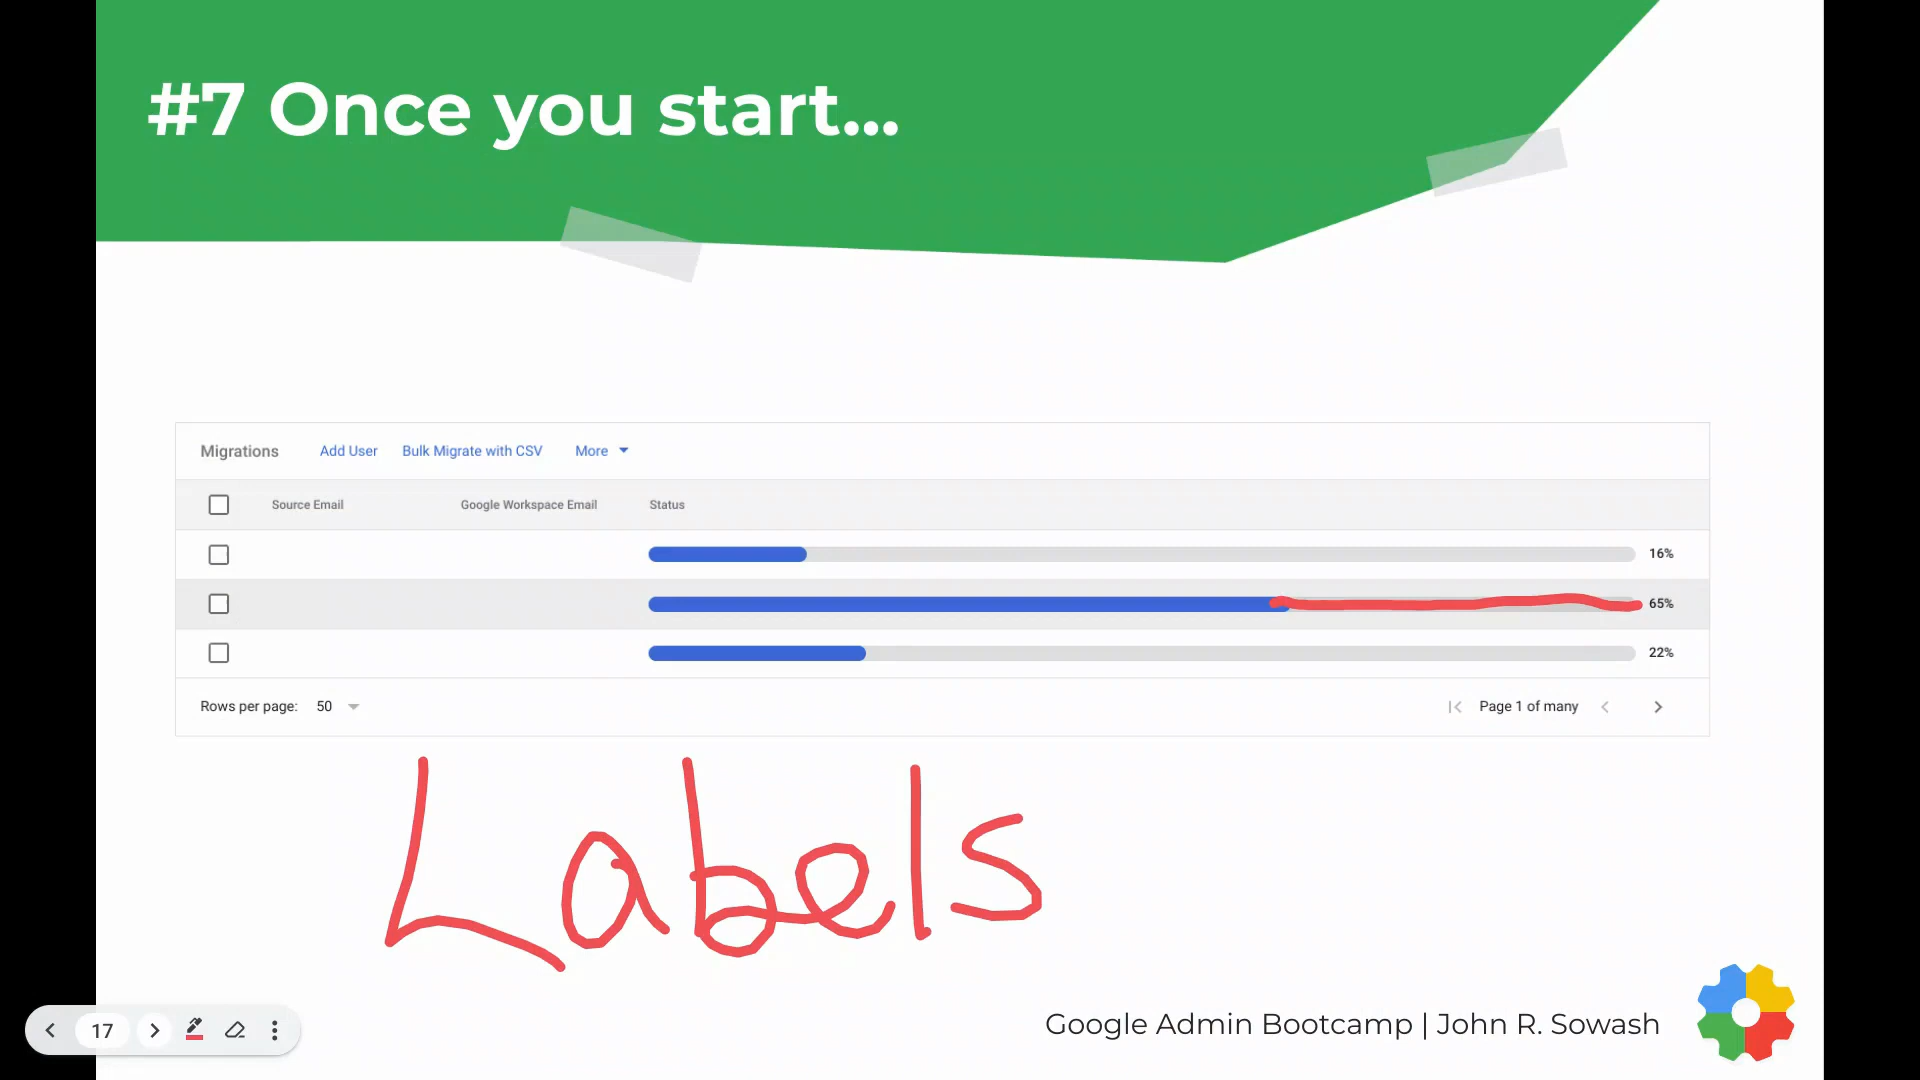 #7 Once you start...
Migrations Add User Bulk Migrate with CSV More
Source Email Google Workspace Email Status
16%
65%
22%
Rows per page: 50 Page 1 of many
Labels
Google Admin Bootcamp | John R. Sowash
17